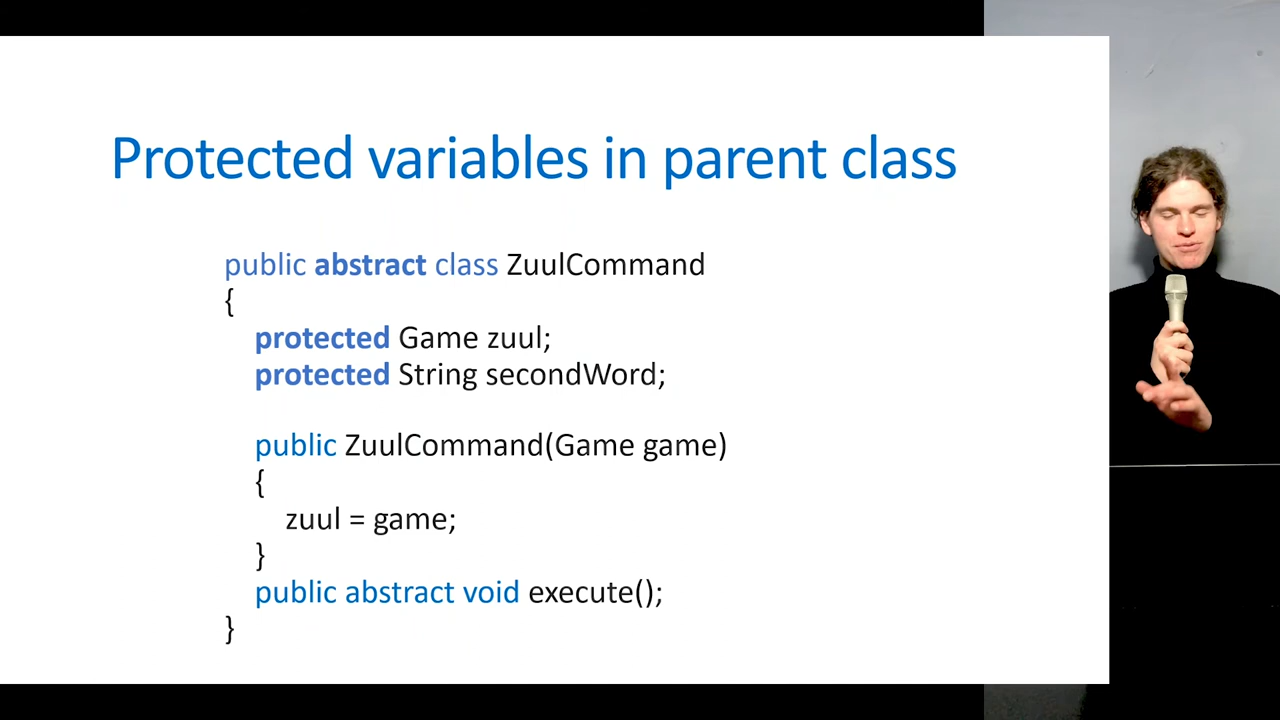 Protected variables in parent class
public abstract class ZuulCommand
{
protected Game zuul;
protected String secondWord;
public ZuulCommand(Game game)
{
zuul = game;
}
public abstract void execute();
}